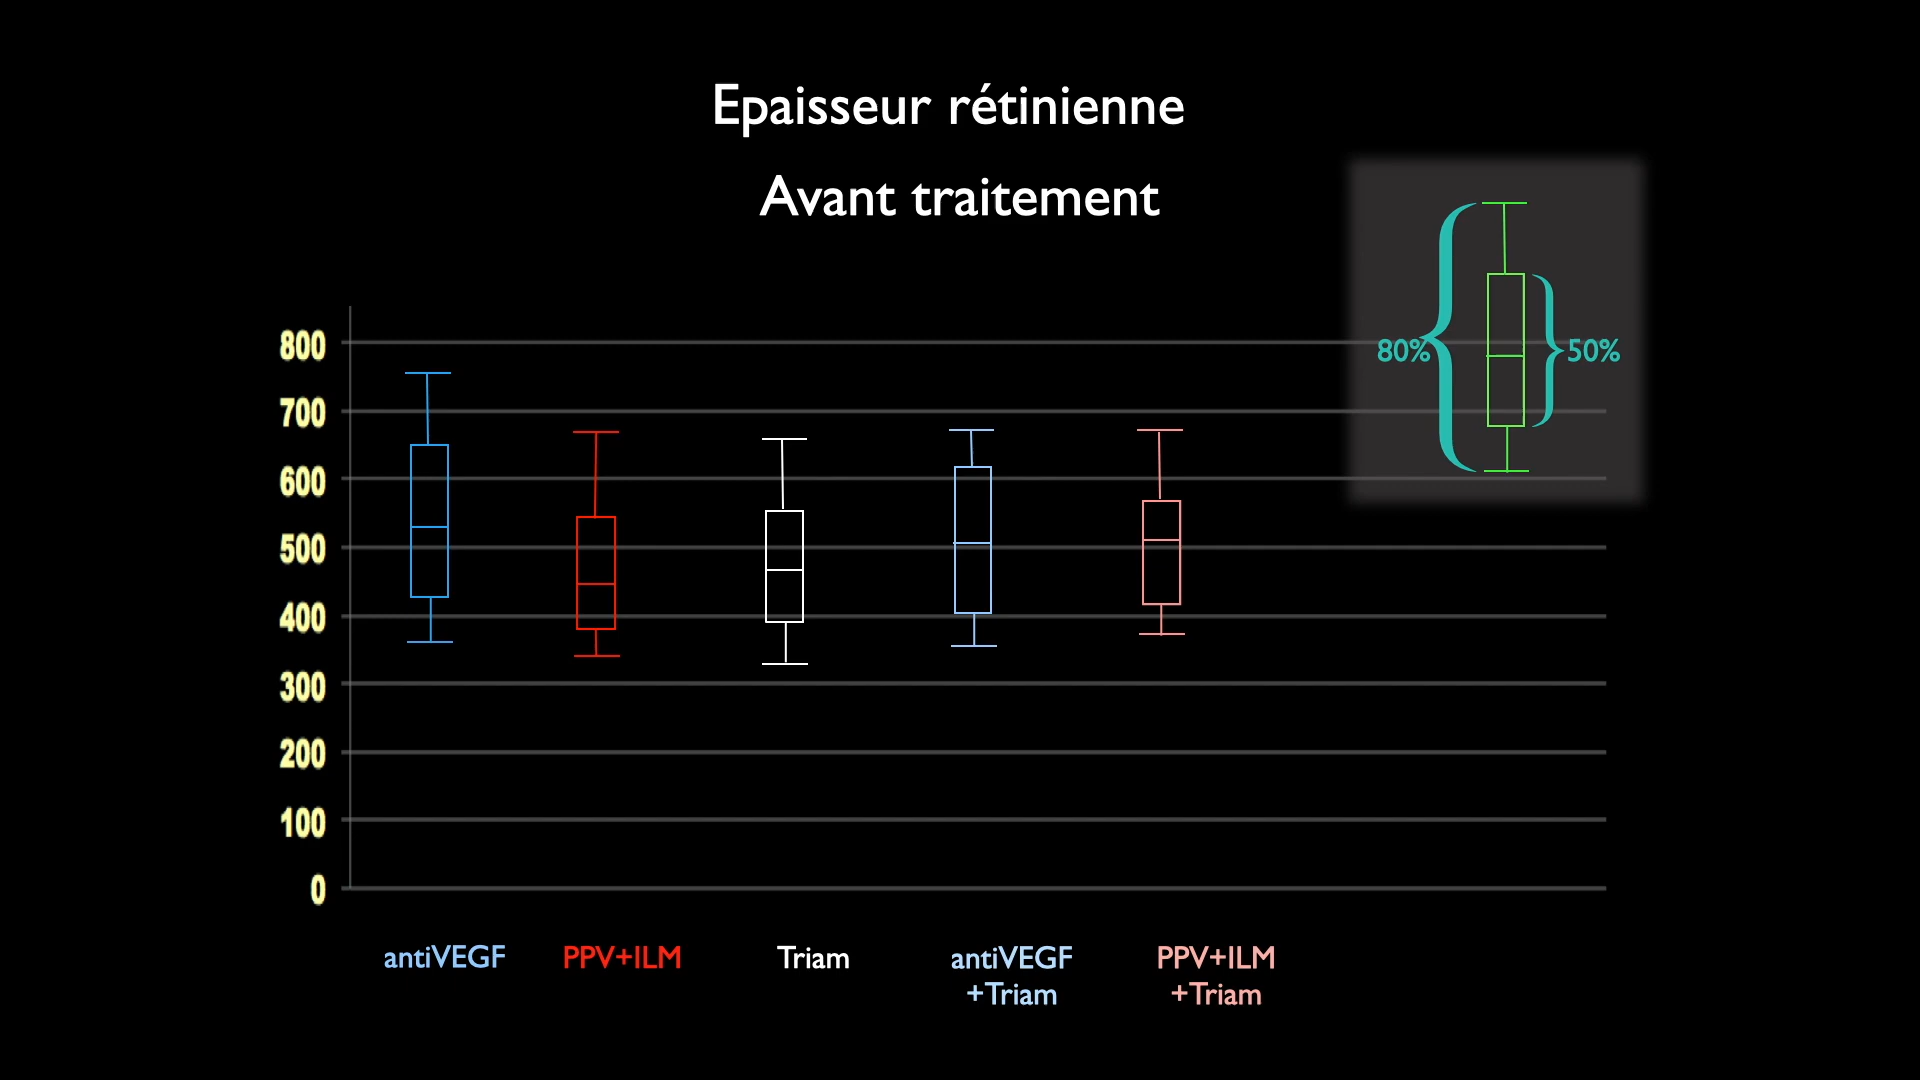 Epaisseur rétinienne
Avant traitement
80%
50%
800
700
600
500
400
300
200
100
0
antiVEGF
PPV+ILM
Triam
antiVEGF
+Triam
PPV+ILM
+Triam